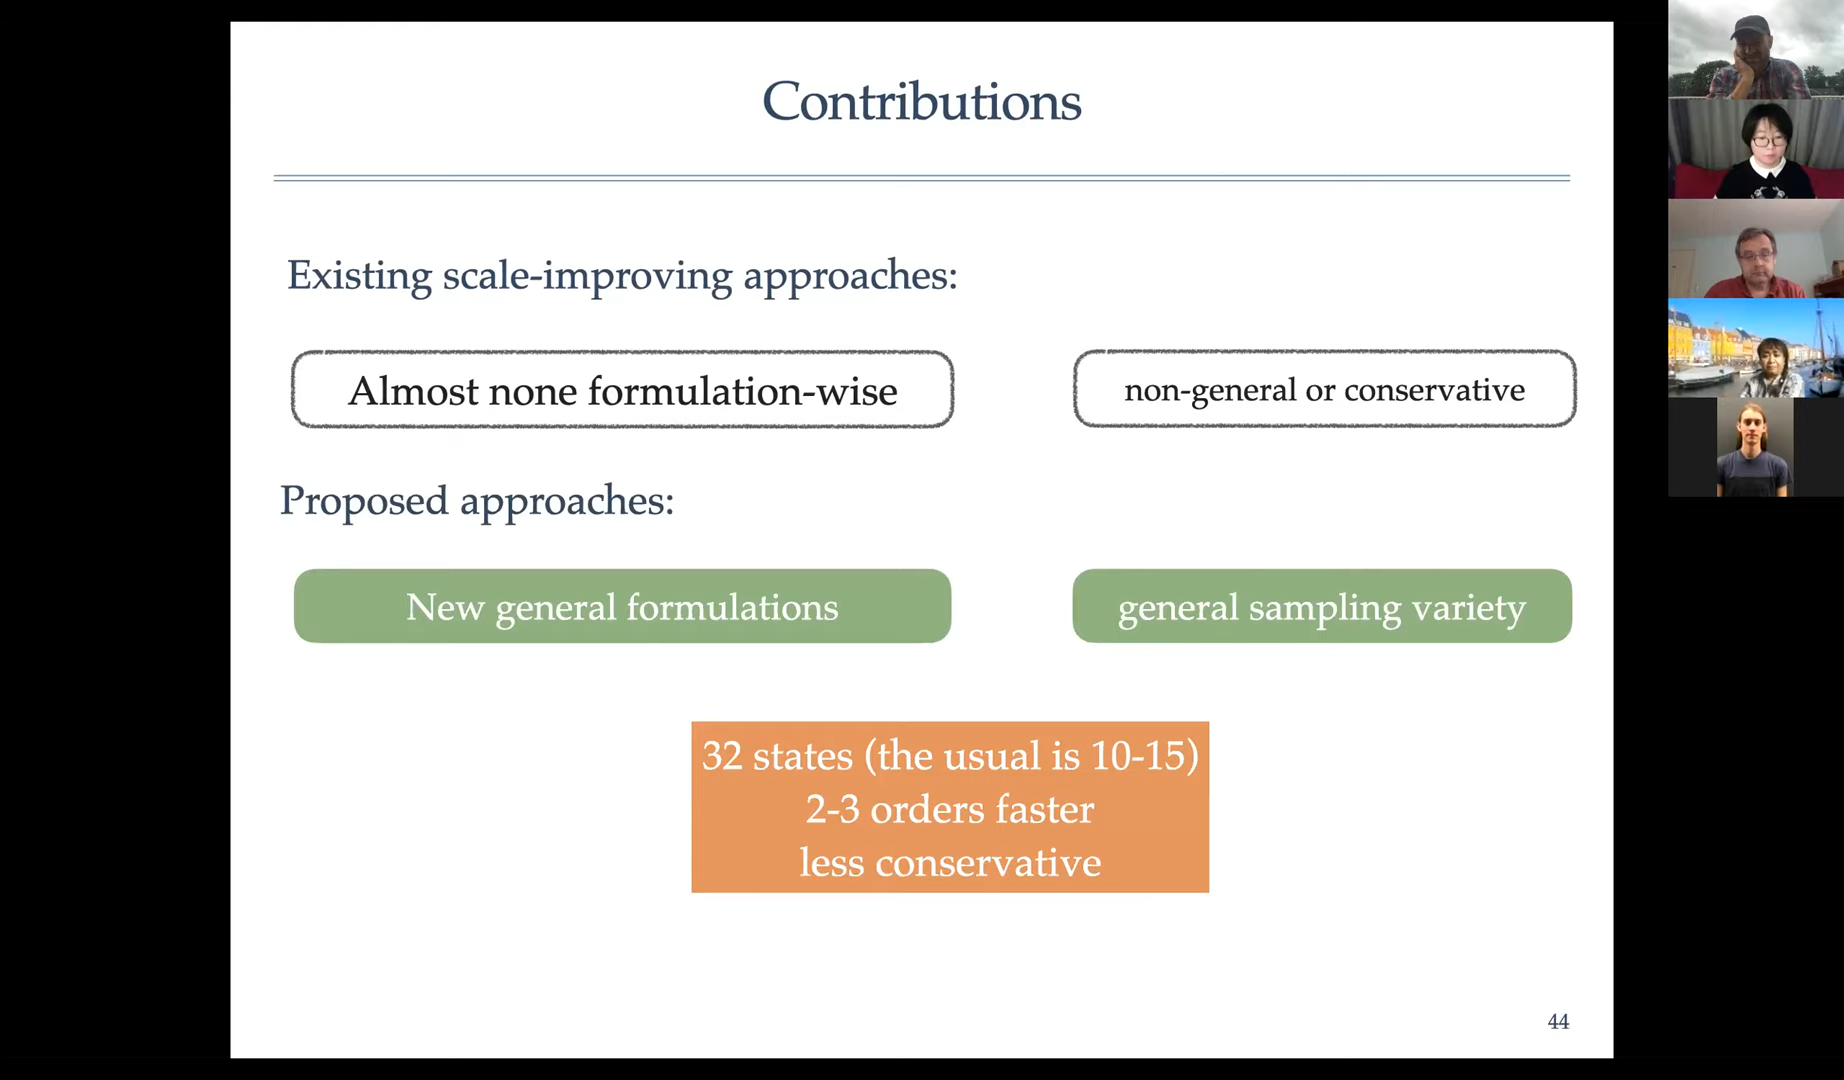 Contributions
Existing scale-improving approaches:
Almost none formulation-wise
non-general or conservative
Proposed approaches:
New general formulations
general sampling variety
32 states (the usual is 10-15)
2-3 orders faster
less conservative
44